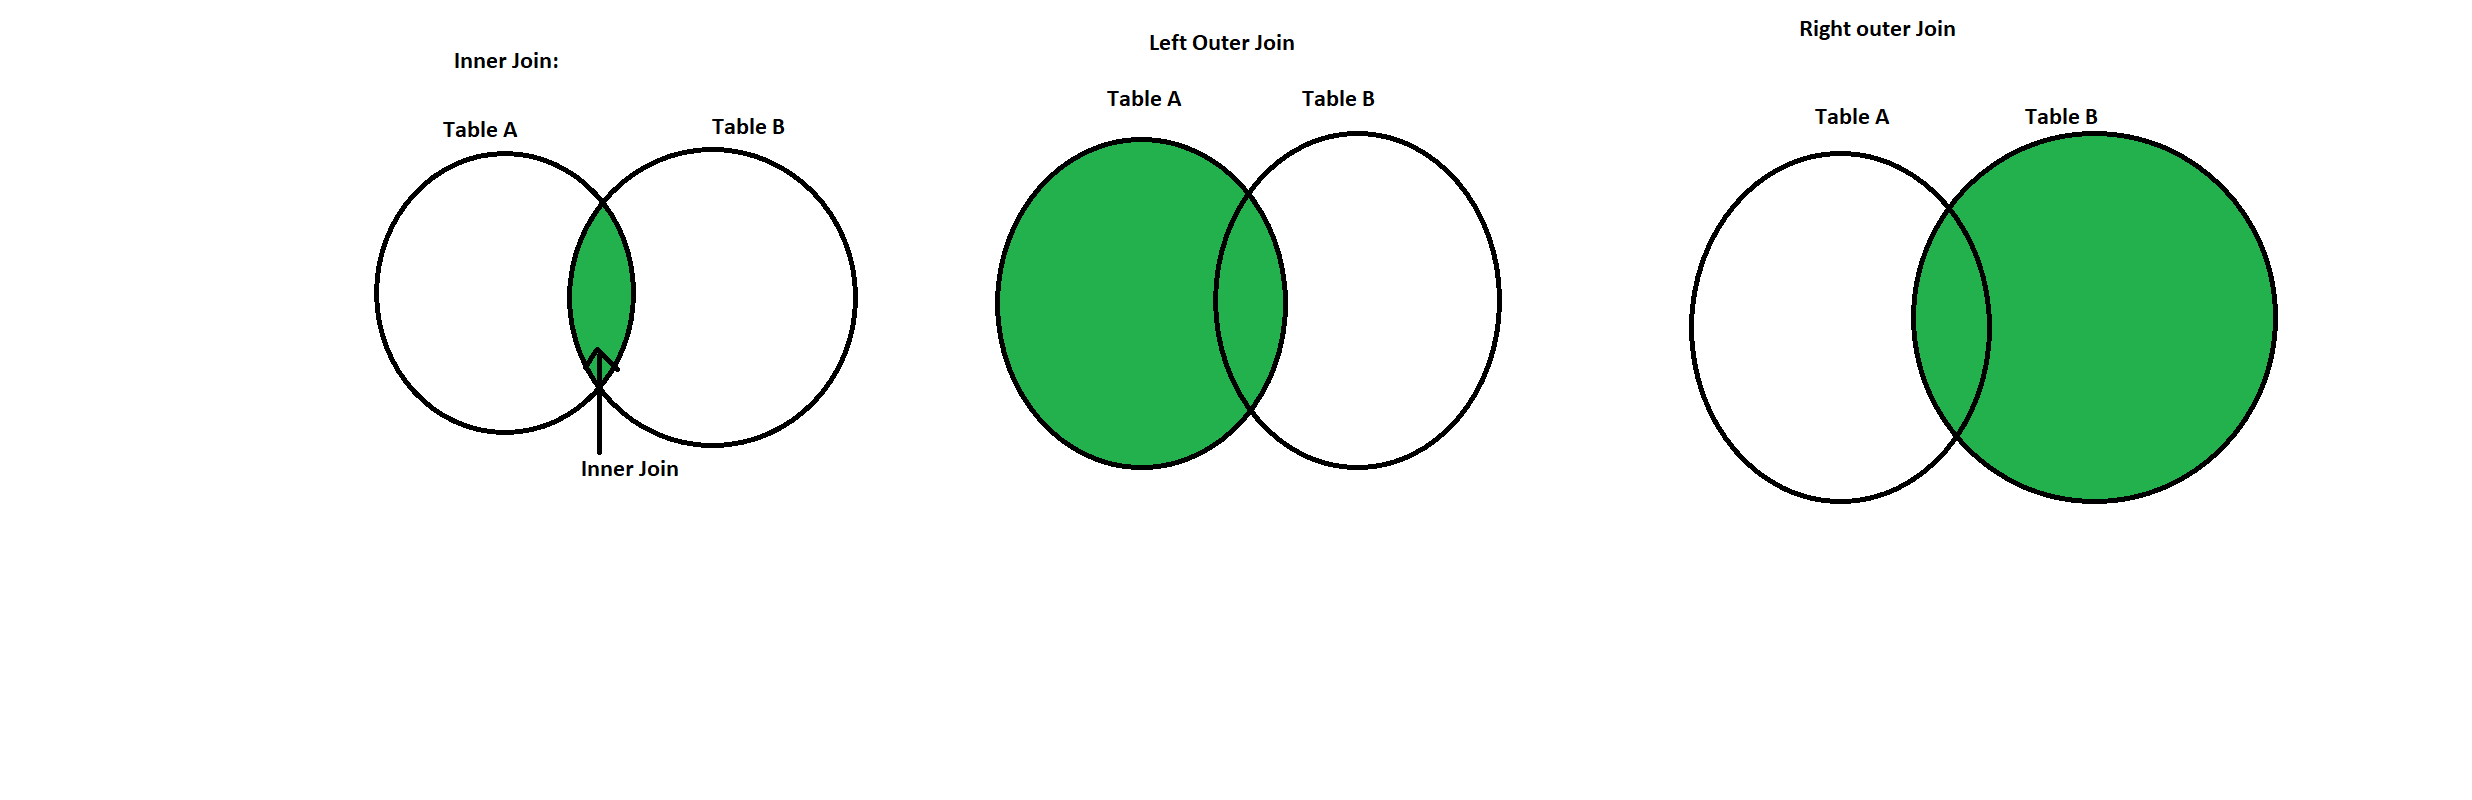 Inner Join:
Table A
Table B
Inner Join
Left Outer Join
Table A
Table B
Right outer Join
Table A
Table B